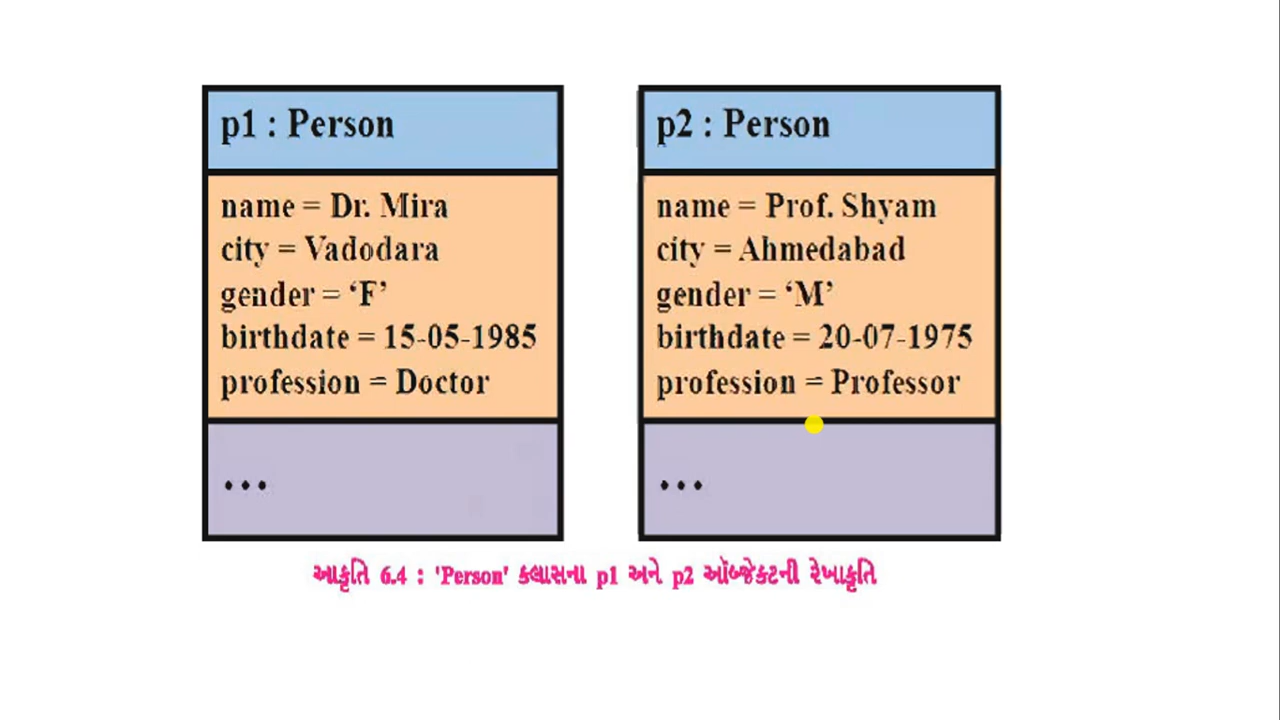 p1 : Person
name = Dr. Mira
city = Vadodara
gender = ‘F’
birthdate = 15-05-1985
profession = Doctor
...
p2 : Person
name = Prof. Shyam
city = Ahmedabad
gender = ‘M’
birthdate = 20-07-1975
profession = Professor
...
આકૃતિ 6.4 : 'Person' ક્લાસના p1 અને p2 ઑબ્જેક્ટની રેખાકૃતિ